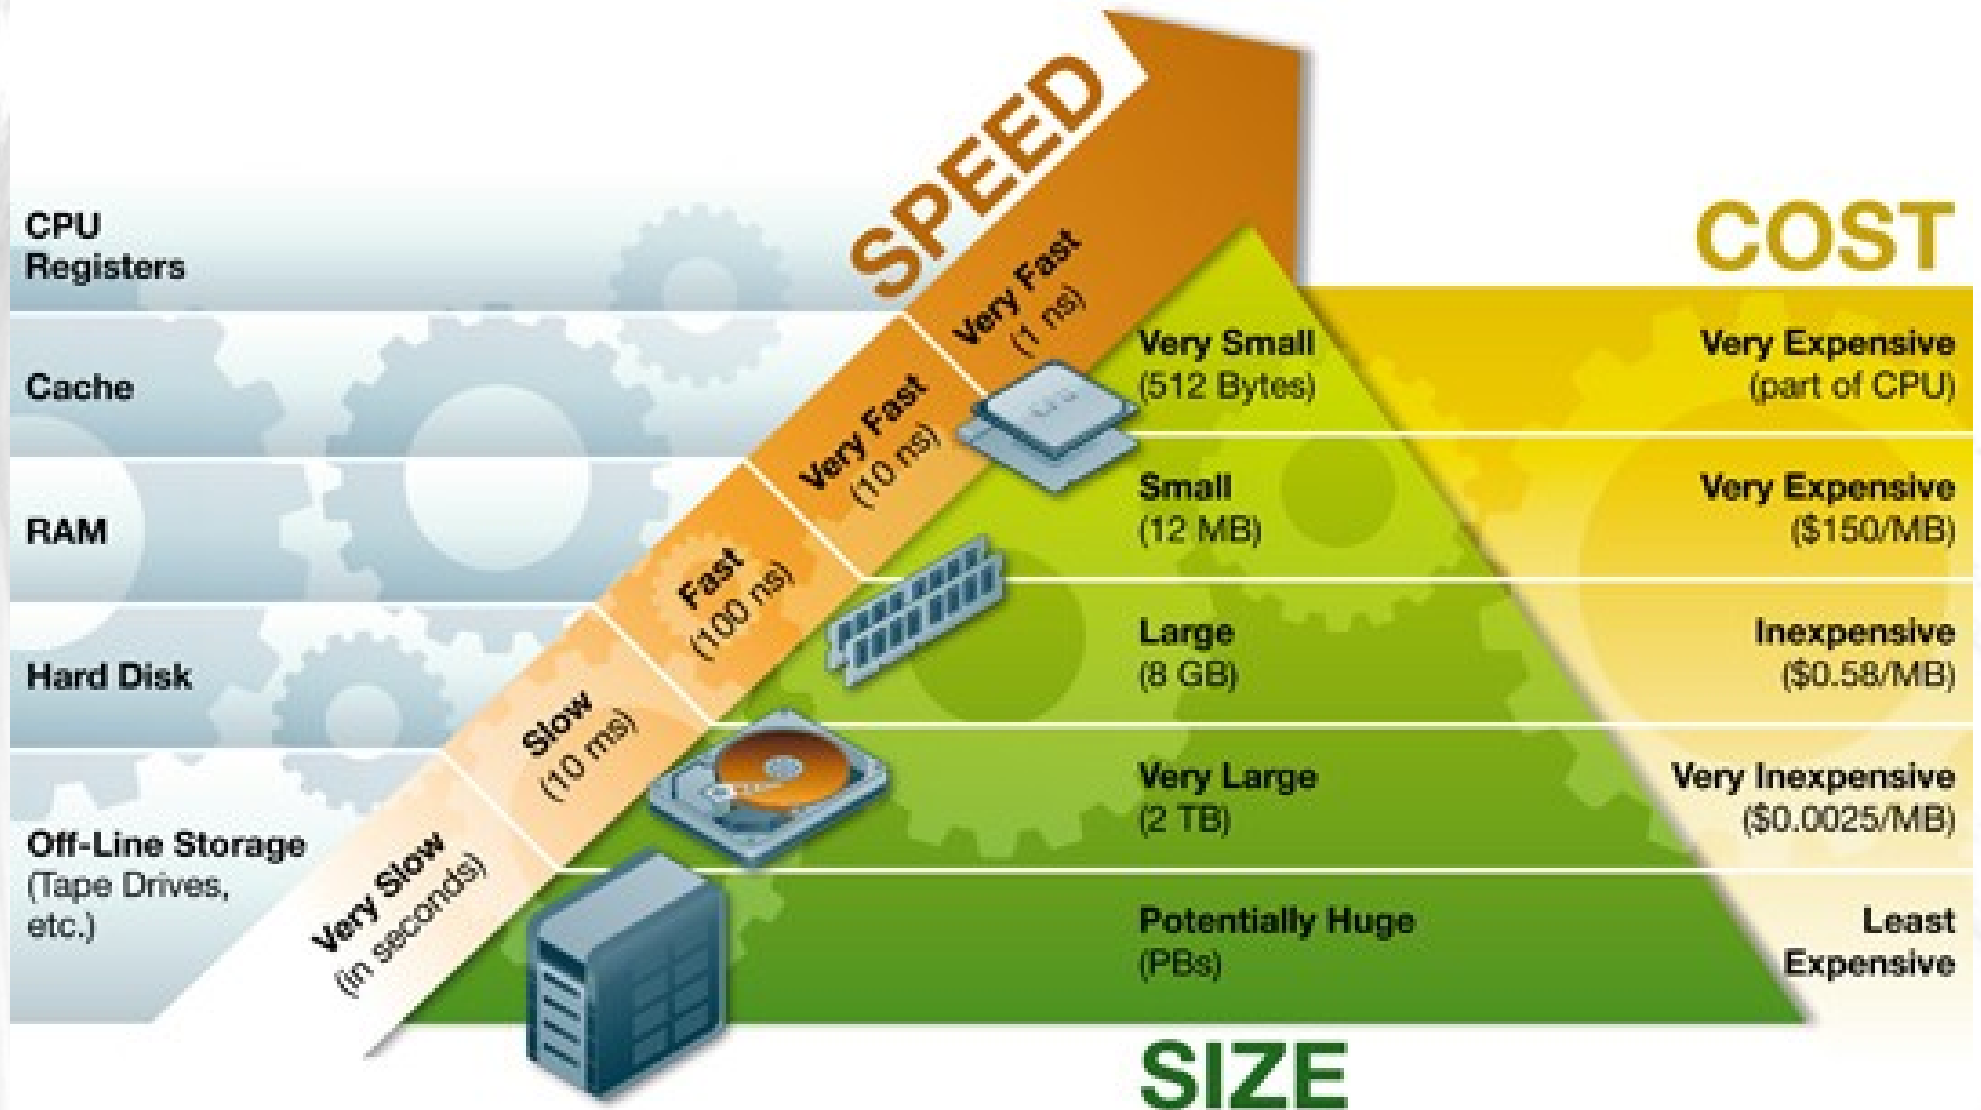 SPEED
COST
CPU
Registers
Very Fast
(1 ns)
Very Small
(512 Bytes)
Very Expensive
(part of CPU)
Cache
Very Fast
(10 ns)
Small
(12 MB)
Very Expensive
($150/MB)
RAM
Fast
(100 ns)
Large
(8 GB)
Inexpensive
($0.58/MB)
Hard Disk
Slow
(10 ms)
Very Large
(2 TB)
Very Inexpensive
($0.0025/MB)
Off-Line Storage
(Tape Drives,
etc.)
Very Slow
(in seconds)
Potentially Huge
(PBs)
Least
Expensive
SIZE